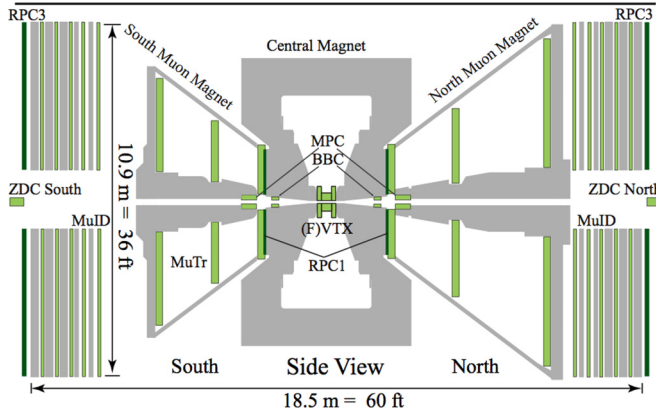 RPC3
South Muon Magnet
Central Magnet
North Muon Magnet
RPC3
MPC
BBC
ZDC South
ZDC North
10.9 m = 36 ft
MuID
(F)VTX
MuID
MuTr
RPC1
South
Side View
North
18.5 m = 60 ft